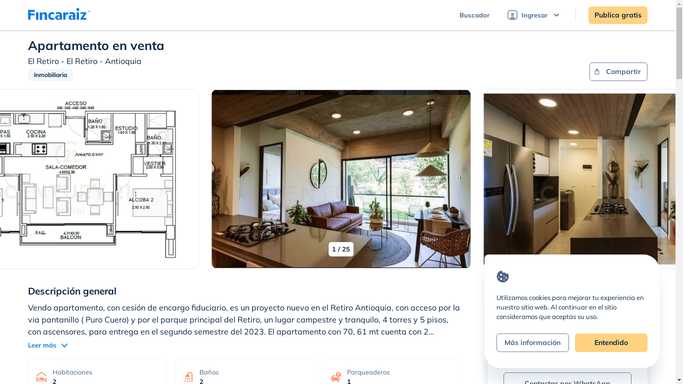 Fincaraiz
Buscador
Ingresar
Publica gratis
Apartamento en venta
El Retiro - El Retiro - Antioquia
Inmobiliaria
Compartir
ACCESO
COCINA
BAÑO
ESTUDIO
BAÑO
VESTIER
SALA-COMEDOR
ALCOBA 2
BALCON
1 / 25
Descripción general
Vendo apartamento, con cesión de encargo fiduciario, es un proyecto nuevo en el Retiro Antioquia, con acceso por la
via pantanillo ( Puro Cuero) y por el parque principal del Retiro, un lugar campestre y tranquilo, 4 torres y 5 pisos,
con ascensores, para entrega en el segundo semestre del 2023. El apartamento con 70, 61 mt cuenta con 2...
Leer más
Habitaciones
2
Baños
2
Parqueaderos
1
Utilizamos cookies para mejorar tu experiencia en
nuestro sitio web. Al continuar en el sitio
consideramos que aceptas su uso.
Más información
Entendido
Contactar por WhatsApp